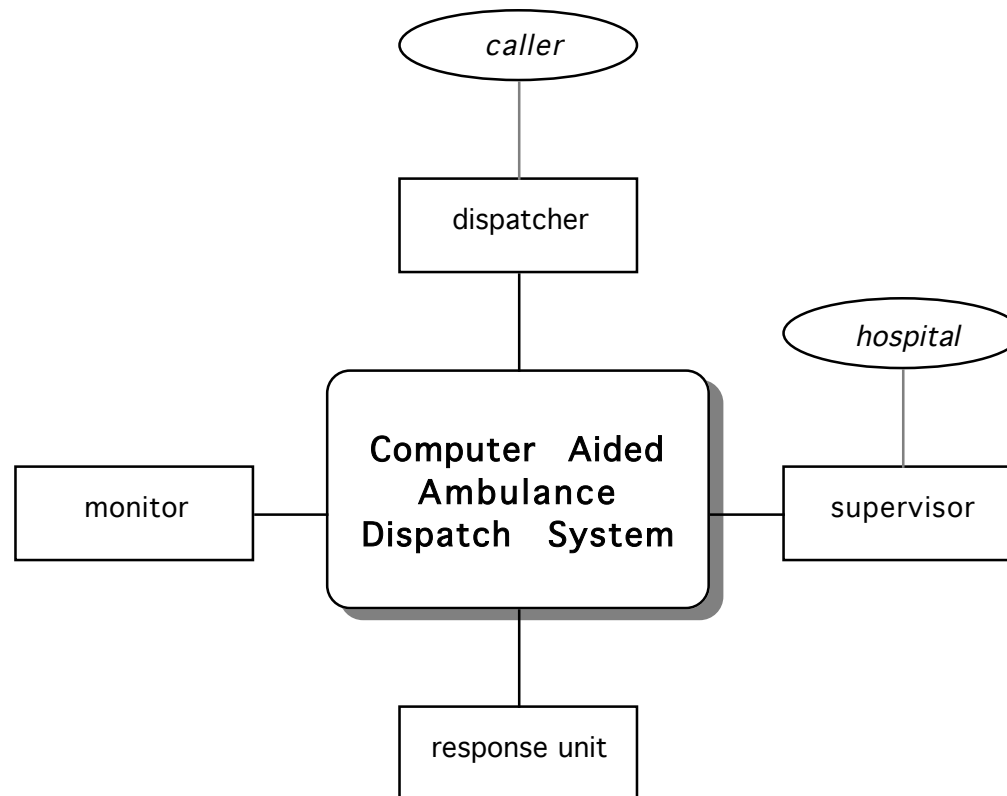 caller
dispatcher
hospital
Computer Aided
Ambulance
Dispatch System
monitor
supervisor
response unit